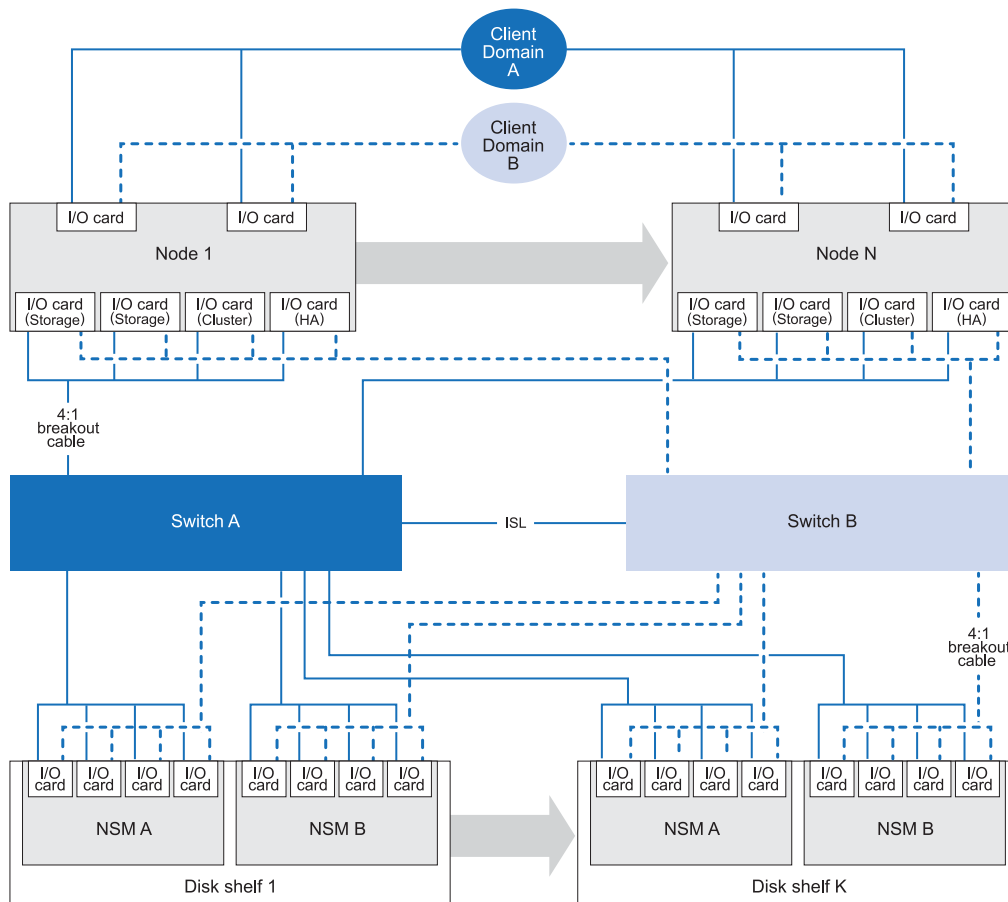 Client
Domain
A
Client
Domain
B
I/O card
I/O card
Node 1
I/O card
(Storage)
I/O card
(Storage)
I/O card
(Cluster)
I/O card
(HA)
I/O card
I/O card
Node N
I/O card
(Storage)
I/O card
(Storage)
I/O card
(Cluster)
I/O card
(HA)
4:1
breakout
cable
Switch A
ISL
Switch B
4:1
breakout
cable
I/O
card
I/O
card
I/O
card
I/O
card
NSM A
I/O
card
I/O
card
I/O
card
I/O
card
NSM B
Disk shelf 1
I/O
card
I/O
card
I/O
card
I/O
card
NSM A
I/O
card
I/O
card
I/O
card
I/O
card
NSM B
Disk shelf K